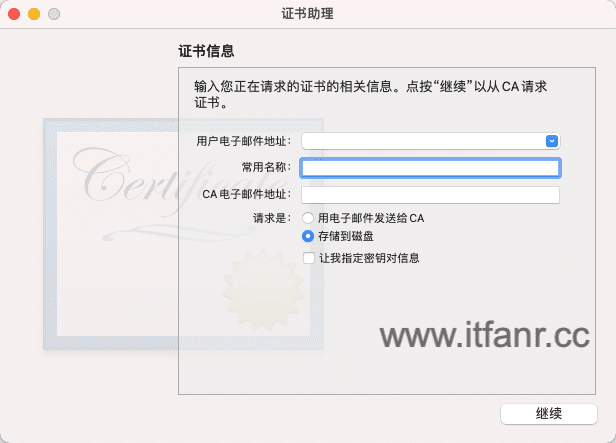 证书助理
证书信息
输入您正在请求的证书的相关信息。点按“继续”以从 CA 请求
证书。
用户电子邮件地址：
常用名称：
CA 电子邮件地址：
请求是：
用电子邮件发送给 CA
存储到磁盘
让我指定密钥对信息
Certificate
www.itfanr.cc
继续